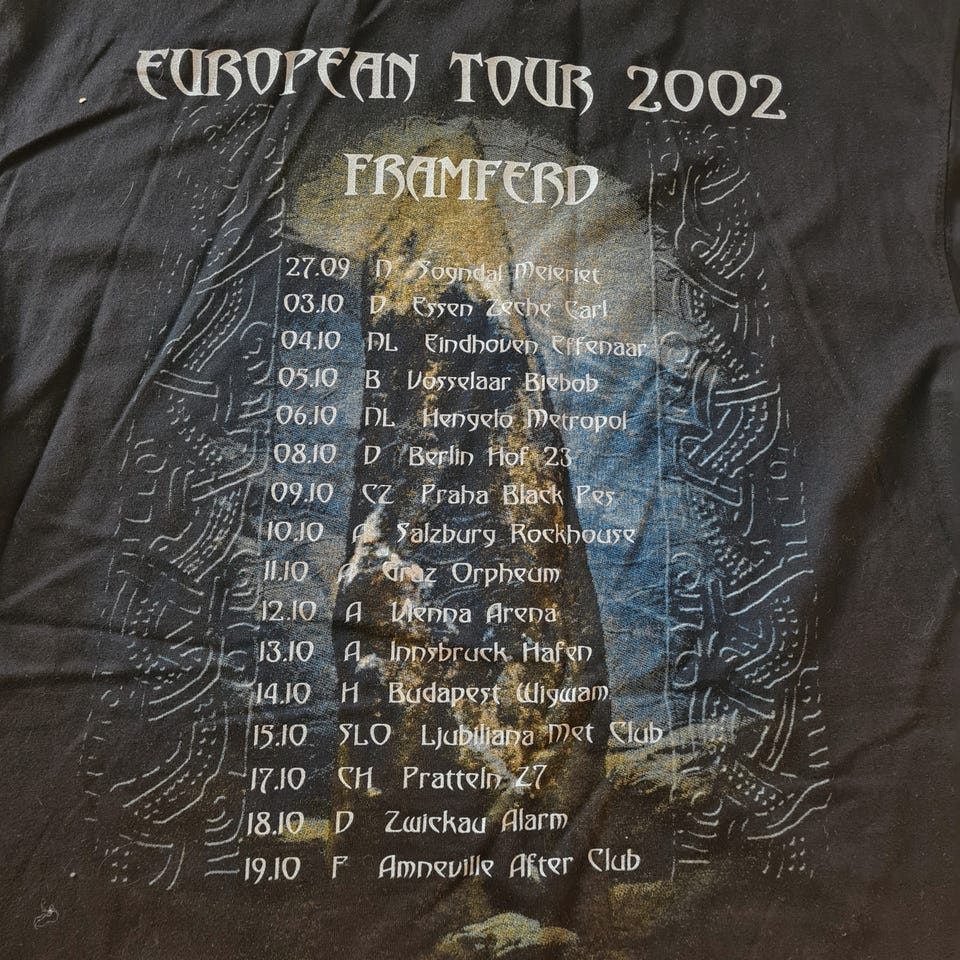 EUROPEAN TOUR 2002
FRAMFERD
27.09 N Sogndal Meieriet
03.10 D Essen Zeche Carl
04.10 NL Eindhoven Effenaar
05.10 B Vosselaar Biebob
06.10 NL Hengelo Metropol
08.10 D Berlin Hof 23
09.10 CZ Praha Black Pes
10.10 A Salzburg Rockhouse
11.10 A Graz Orpheum
12.10 A Vienna Arena
13.10 A Innsbruck Hafen
14.10 H Budapest Wigwam
15.10 SLO Ljubiliana Met Club
17.10 CH Pratteln Z7
18.10 D Zwickau Alarm
19.10 F Amneville After Club